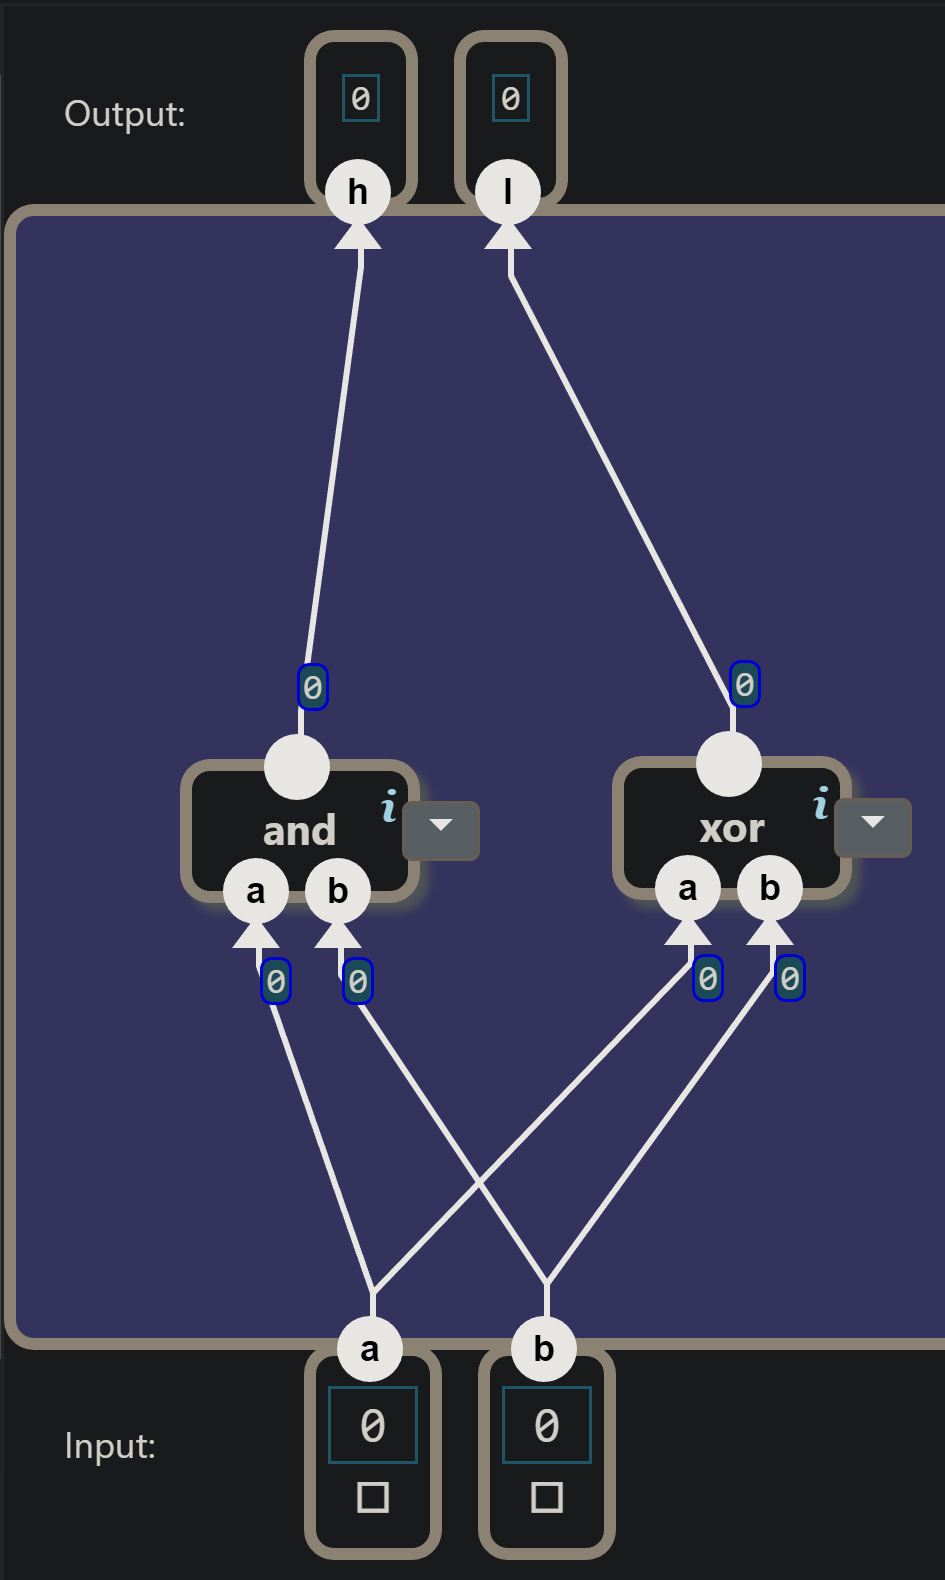 0 0
Output:
h l
0 0
i i
and xor
a b a b
0 0 0 0
a b
0 0
Input: